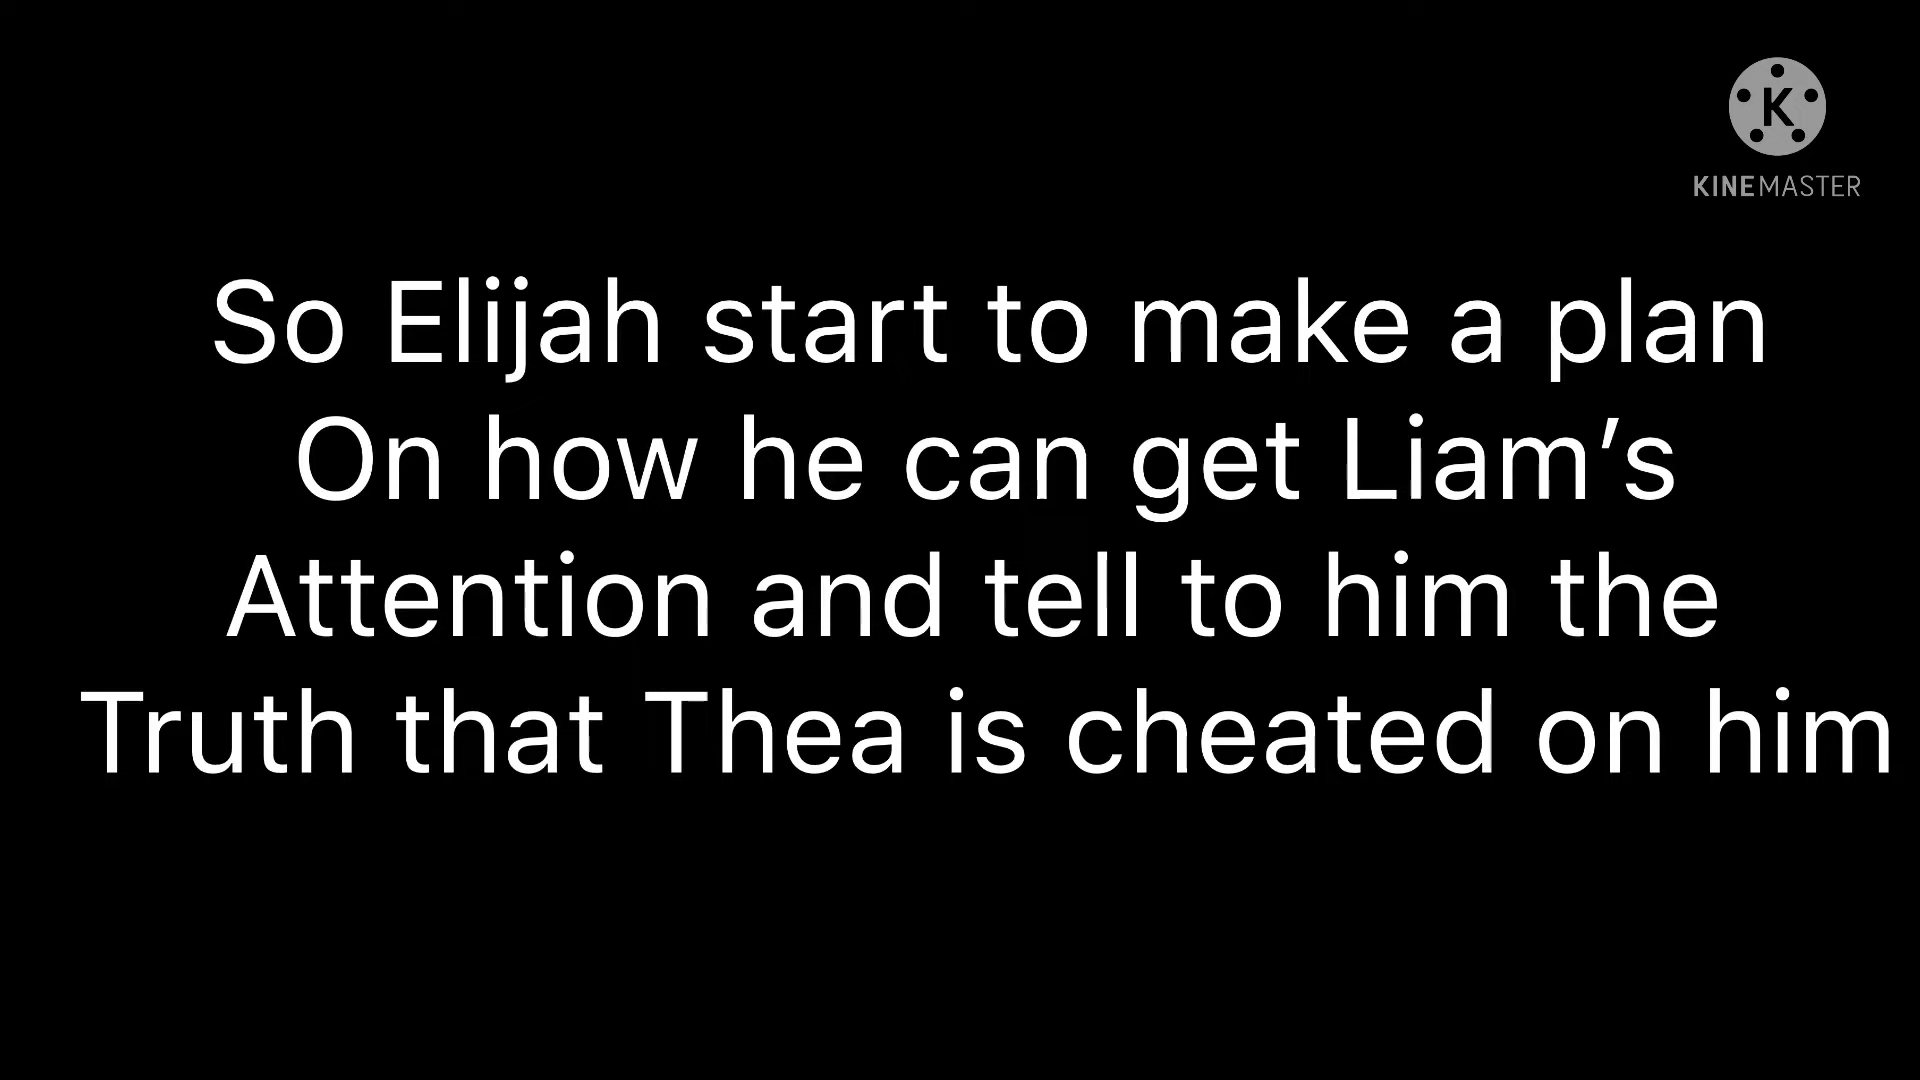 K
KINEMASTER
So Elijah start to make a plan
On how he can get Liam’s
Attention and tell to him the
Truth that Thea is cheated on him